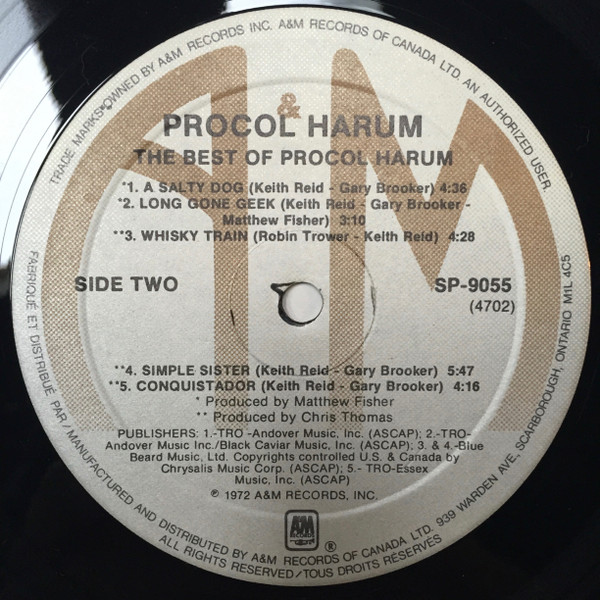 TRADE MARKS OWNED BY A&M RECORDS INC. A&M RECORDS OF CANADA LTD. AN AUTHORIZED USER
&
PROCOL HARUM
THE BEST OF PROCOL HARUM
*1. A SALTY DOG (Keith Reid - Gary Brooker) 4:36
*2. LONG GONE GEEK (Keith Reid - Gary Brooker -
Matthew Fisher) 3:10
**3. WHISKY TRAIN (Robin Trower - Keith Reid) 4:28
SIDE TWO
SP-9055
(4702)
**4. SIMPLE SISTER (Keith Reid - Gary Brooker) 5:47
**5. CONQUISTADOR (Keith Reid - Gary Brooker) 4:16
* Produced by Matthew Fisher
** Produced by Chris Thomas
PUBLISHERS: 1.-TRO -Andover Music, Inc. (ASCAP); 2.-TRO-
Andover Music Inc./Black Caviar Music, Inc. (ASCAP); 3. & 4.-Blue
Beard Music, Ltd. Copyrights controlled U.S. & Canada by
Chrysalis Music Corp. (ASCAP); 5.- TRO-Essex
Music, Inc. (ASCAP)
℗ 1972 A&M RECORDS, INC.
A&M
RECORDS
®
FABRIQUÉ ET DISTRIBUÉ PAR / MANUFACTURED AND DISTRIBUTED BY A&M RECORDS OF CANADA LTD. 939 WARDEN AVE, SCARBOROUGH, ONTARIO M1L 4C5
ALL RIGHTS RESERVED / TOUS DROITS RÉSERVÉS